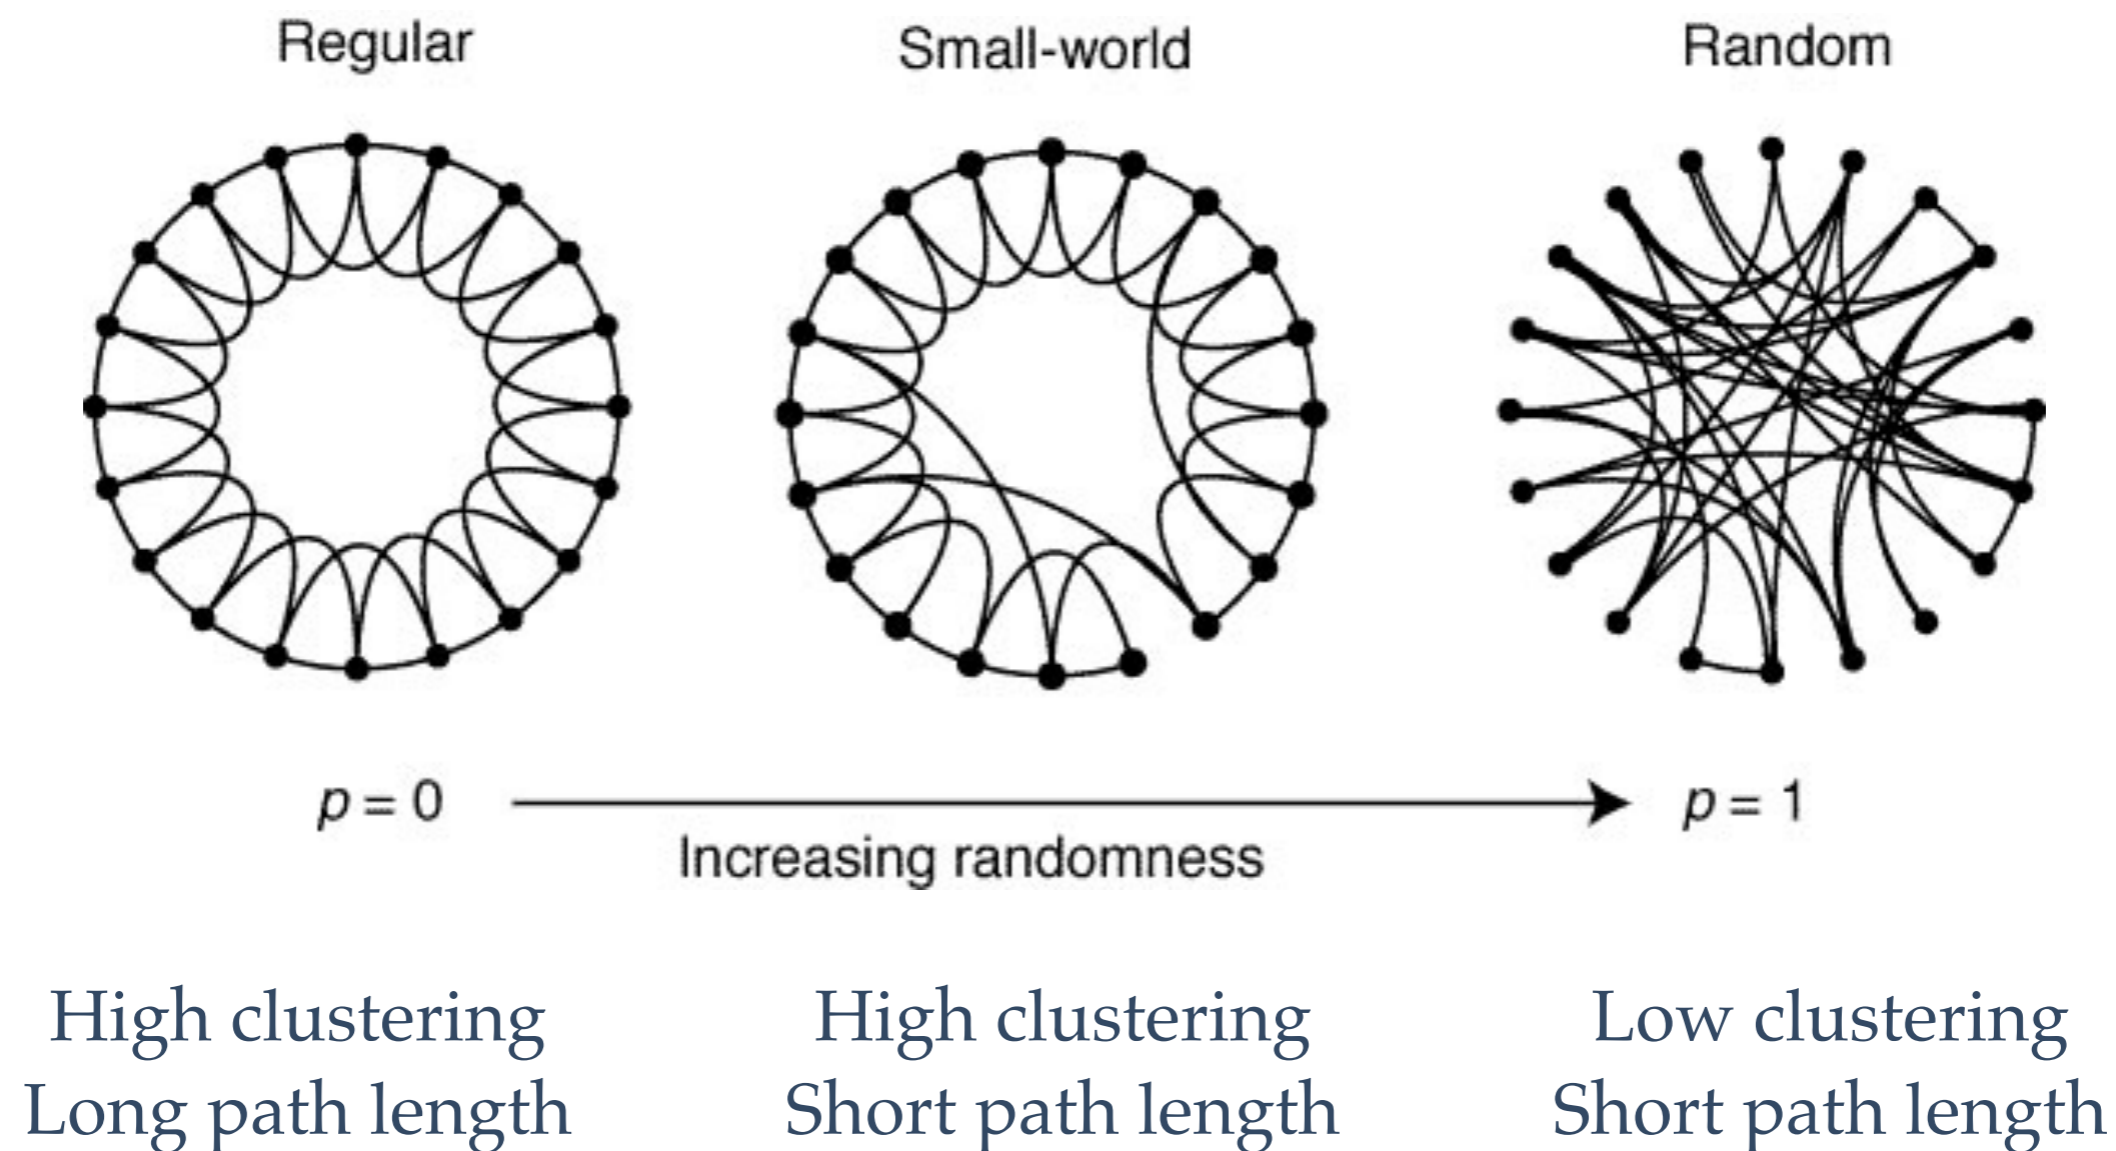 Regular
Small-world
Random
p = 0
p = 1
Increasing randomness
High clustering
Long path length
High clustering
Short path length
Low clustering
Short path length